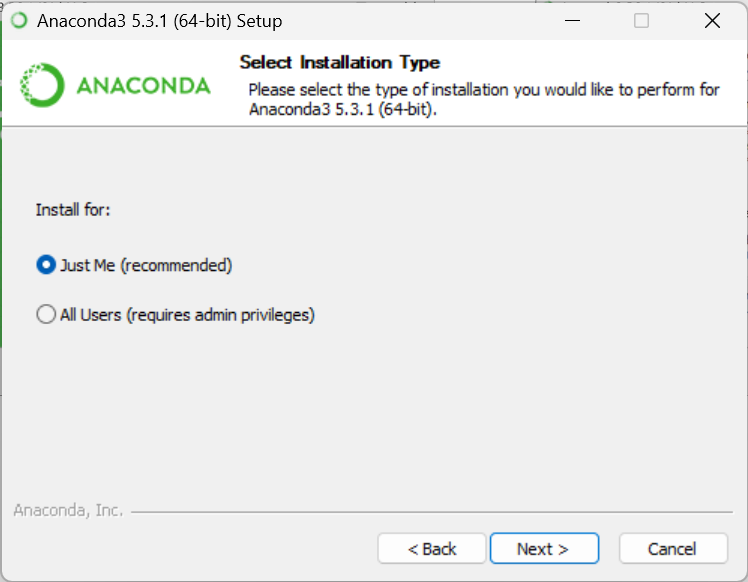 Anaconda3 5.3.1 (64-bit) Setup
ANACONDA
Select Installation Type
Please select the type of installation you would like to perform for
Anaconda3 5.3.1 (64-bit).
Install for:
Just Me (recommended)
All Users (requires admin privileges)
Anaconda, Inc.
< Back
Next >
Cancel